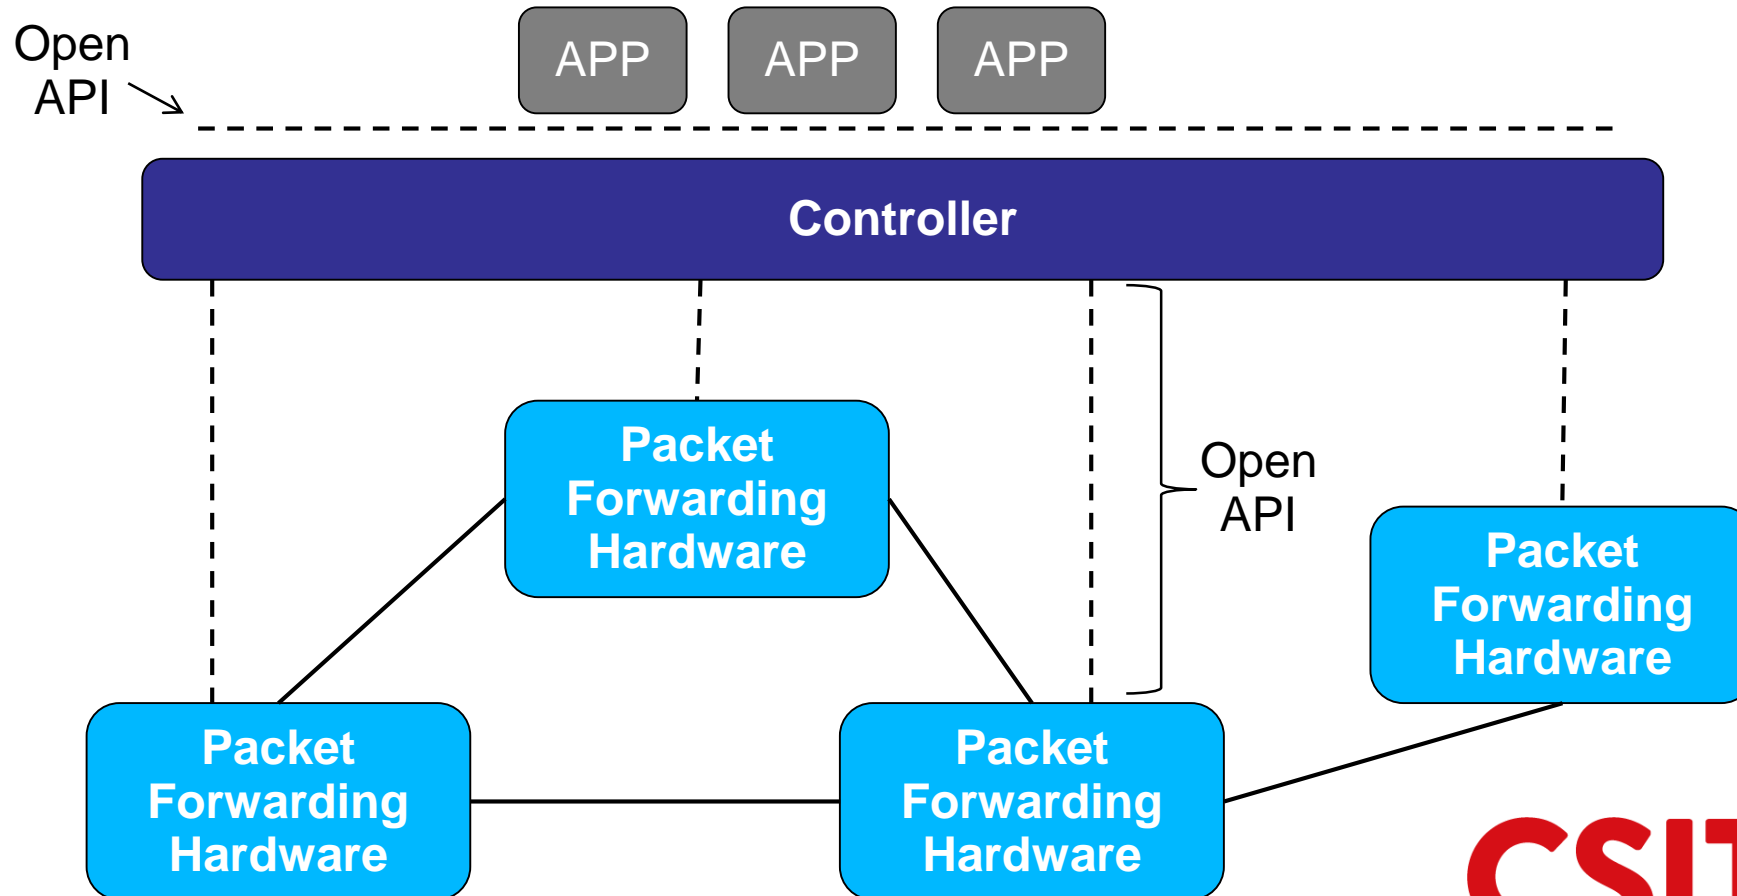 Open
API
APP
APP
APP
Controller
Packet
Forwarding
Hardware
Open
API
Packet
Forwarding
Hardware
Packet
Forwarding
Hardware
Packet
Forwarding
Hardware
CSIT